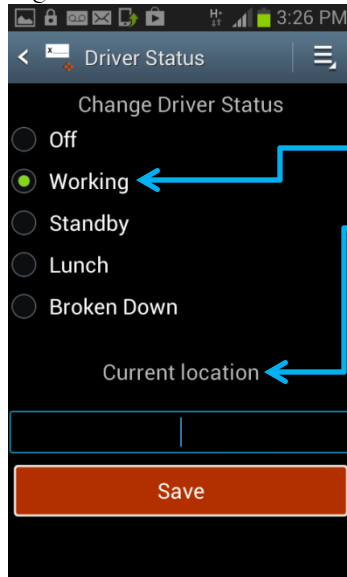 3:26 PM
Driver Status
Change Driver Status
Off
Working
Standby
Lunch
Broken Down
Current location
Save